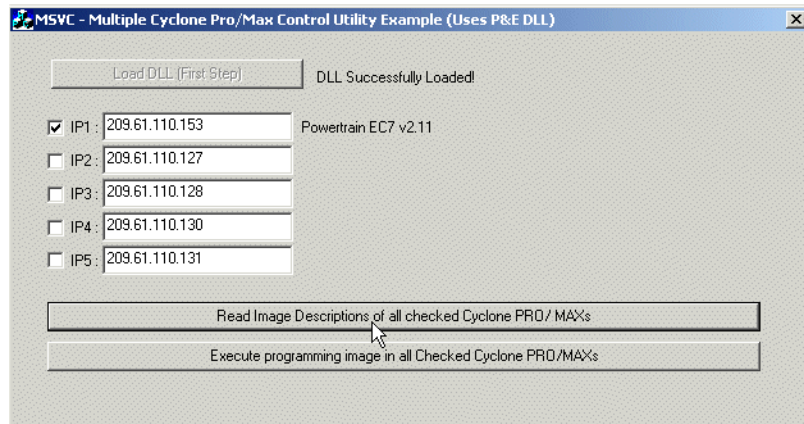 MSVC - Multiple Cyclone Pro/Max Control Utility Example (Uses P&E DLL)
Load DLL (First Step) DLL Successfully Loaded!
IP1 : 209.61.110.153 Powertrain EC7 v2.11
IP2 : 209.61.110.127
IP3 : 209.61.110.128
IP4 : 209.61.110.130
IP5 : 209.61.110.131
Read Image Descriptions of all checked Cyclone PRO/ MAXs
Execute programming image in all Checked Cyclone PRO/MAXs